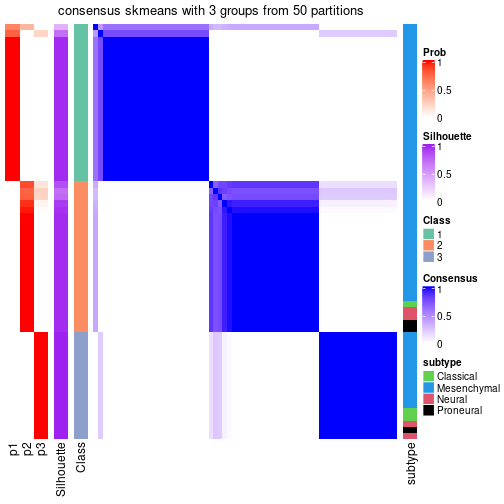 consensus skmeans with 3 groups from 50 partitions
Prob
1
0.5
0
Silhouette
1
0.5
0
Class
1
2
3
Consensus
1
0.5
0
subtype
Classical
Mesenchymal
Neural
Proneural
p1
p2
p3
Silhouette
Class
subtype